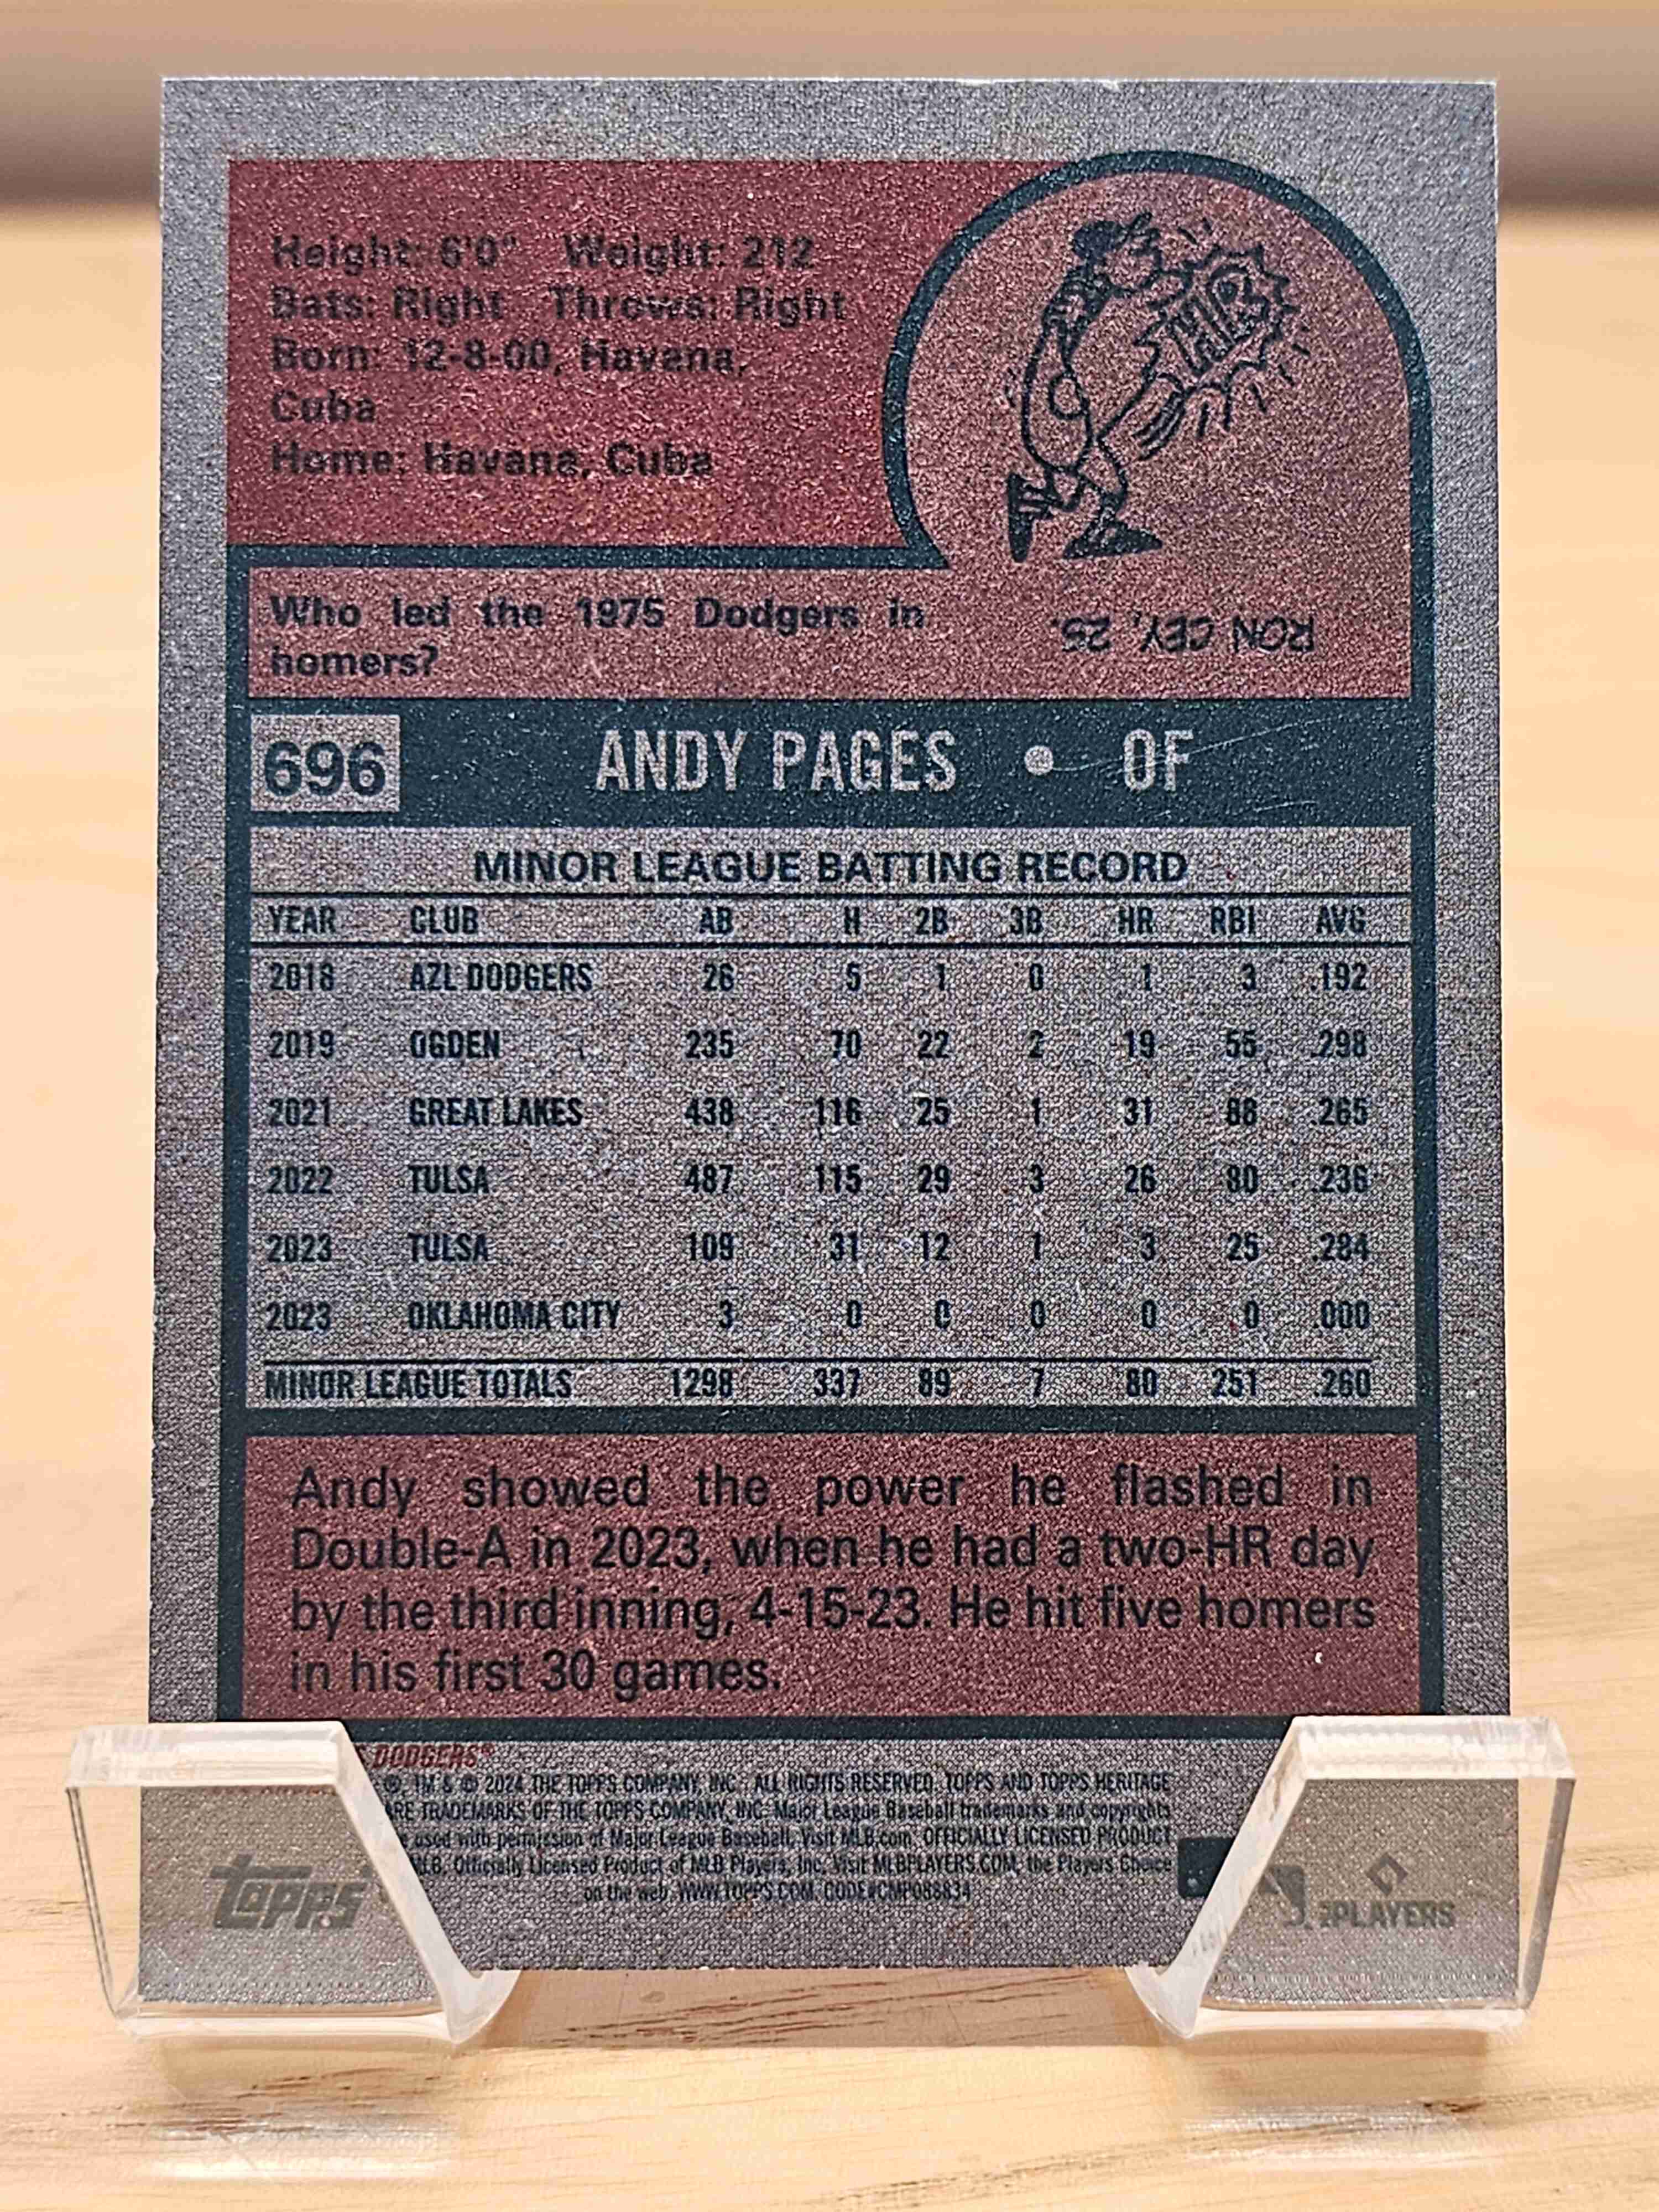 Height: 6'0" Weight: 212
Bats: Right Throws: Right
Born: 12-8-00, Havana,
Cuba
Home: Havana, Cuba
HR
Who led the 1975 Dodgers in
homers?
RON CEY, 25.
696 ANDY PAGES • OF
MINOR LEAGUE BATTING RECORD
YEAR CLUB AB H 2B 3B HR RBI AVG
2018 AZL DODGERS 26 5 1 0 1 3 .192
2019 OGDEN 235 70 22 2 19 55 .298
2021 GREAT LAKES 438 116 25 1 31 88 .265
2022 TULSA 487 115 29 3 26 80 .236
2023 TULSA 109 31 12 1 3 25 .284
2023 OKLAHOMA CITY 3 0 0 0 0 0 .000
MINOR LEAGUE TOTALS 1298 337 89 7 80 251 .260
Andy showed the power he flashed in
Double-A in 2023, when he had a two-HR day
by the third inning, 4-15-23. He hit five homers
in his first 30 games.
DODGERS®
®, TM & © 2024 THE TOPPS COMPANY, INC. ALL RIGHTS RESERVED. TOPPS AND TOPPS HERITAGE
ARE TRADEMARKS OF THE TOPPS COMPANY, INC. Major League Baseball trademarks and copyrights
used with permission of Major League Baseball. Visit MLB.com. OFFICIALLY LICENSED PRODUCT
MLB. Officially Licensed Product of MLB Players, Inc. Visit MLBPLAYERS.COM, the Players Choice
on the web. WWW.TOPPS.COM. CODE#CMP088834
TOPPS
PLAYERS